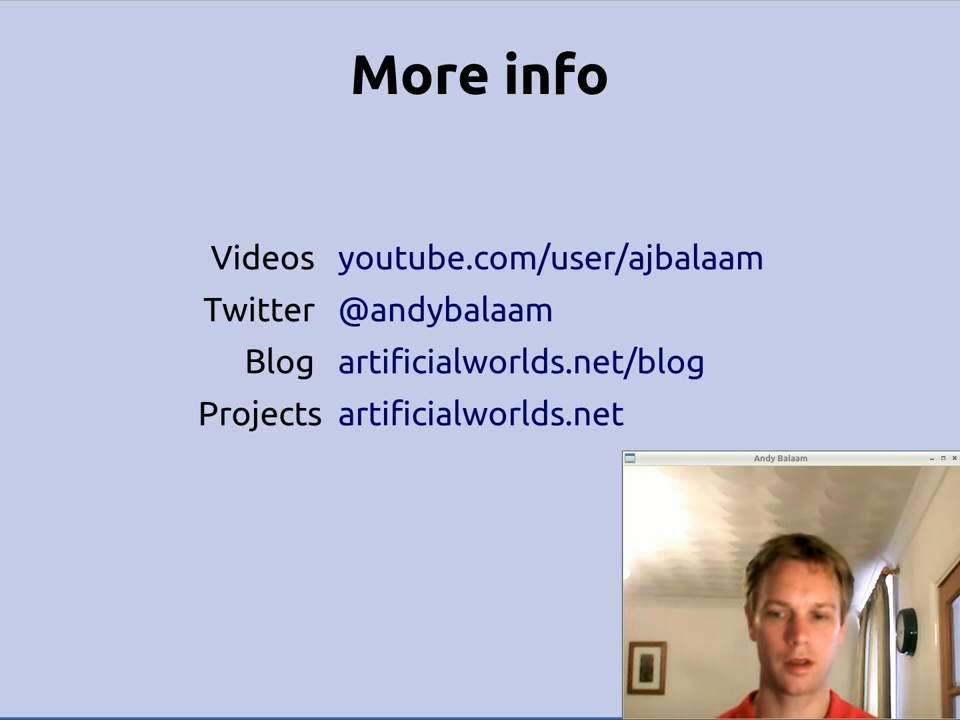 More info
Videos youtube.com/user/ajbalaam
Twitter @andybalaam
Blog artificialworlds.net/blog
Projects artificialworlds.net
Andy Balaam